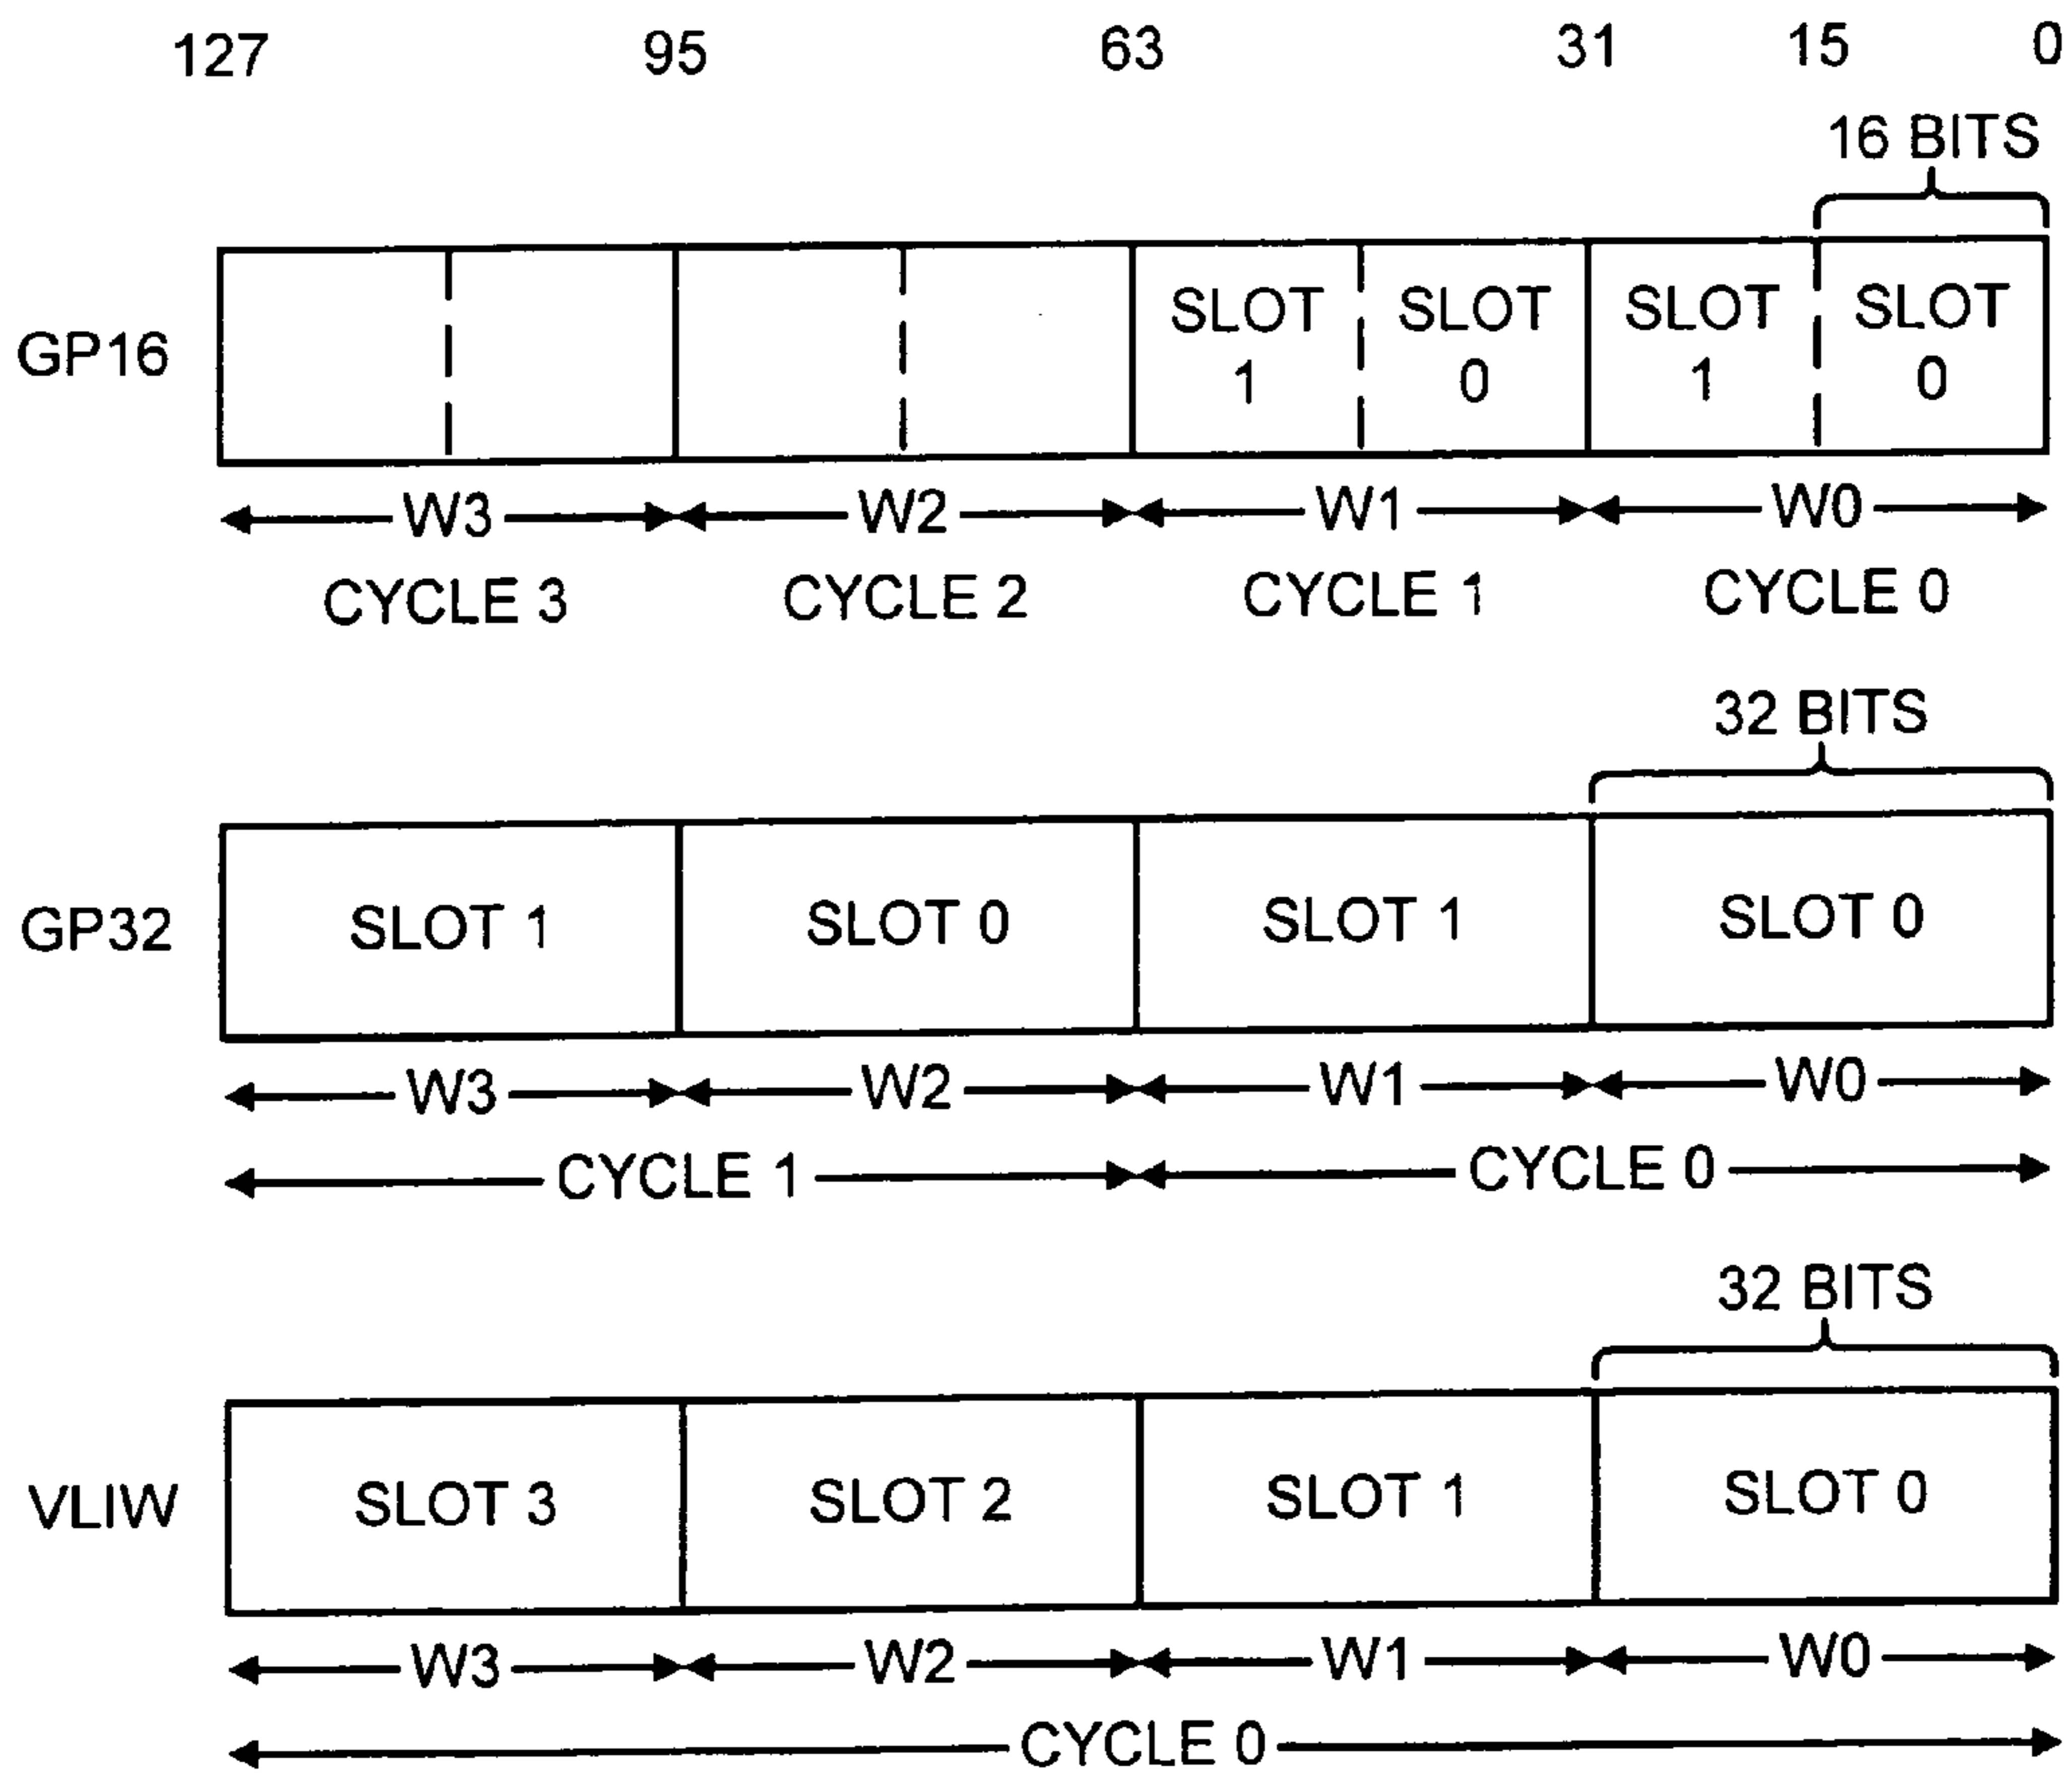 127 95 63 31 15 0
16 BITS
GP16
SLOT 1 SLOT 0 SLOT 1 SLOT 0
W3 W2 W1 W0
CYCLE 3 CYCLE 2 CYCLE 1 CYCLE 0
32 BITS
GP32 SLOT 1 SLOT 0 SLOT 1 SLOT 0
W3 W2 W1 W0
CYCLE 1 CYCLE 0
32 BITS
VLIW SLOT 3 SLOT 2 SLOT 1 SLOT 0
W3 W2 W1 W0
CYCLE 0